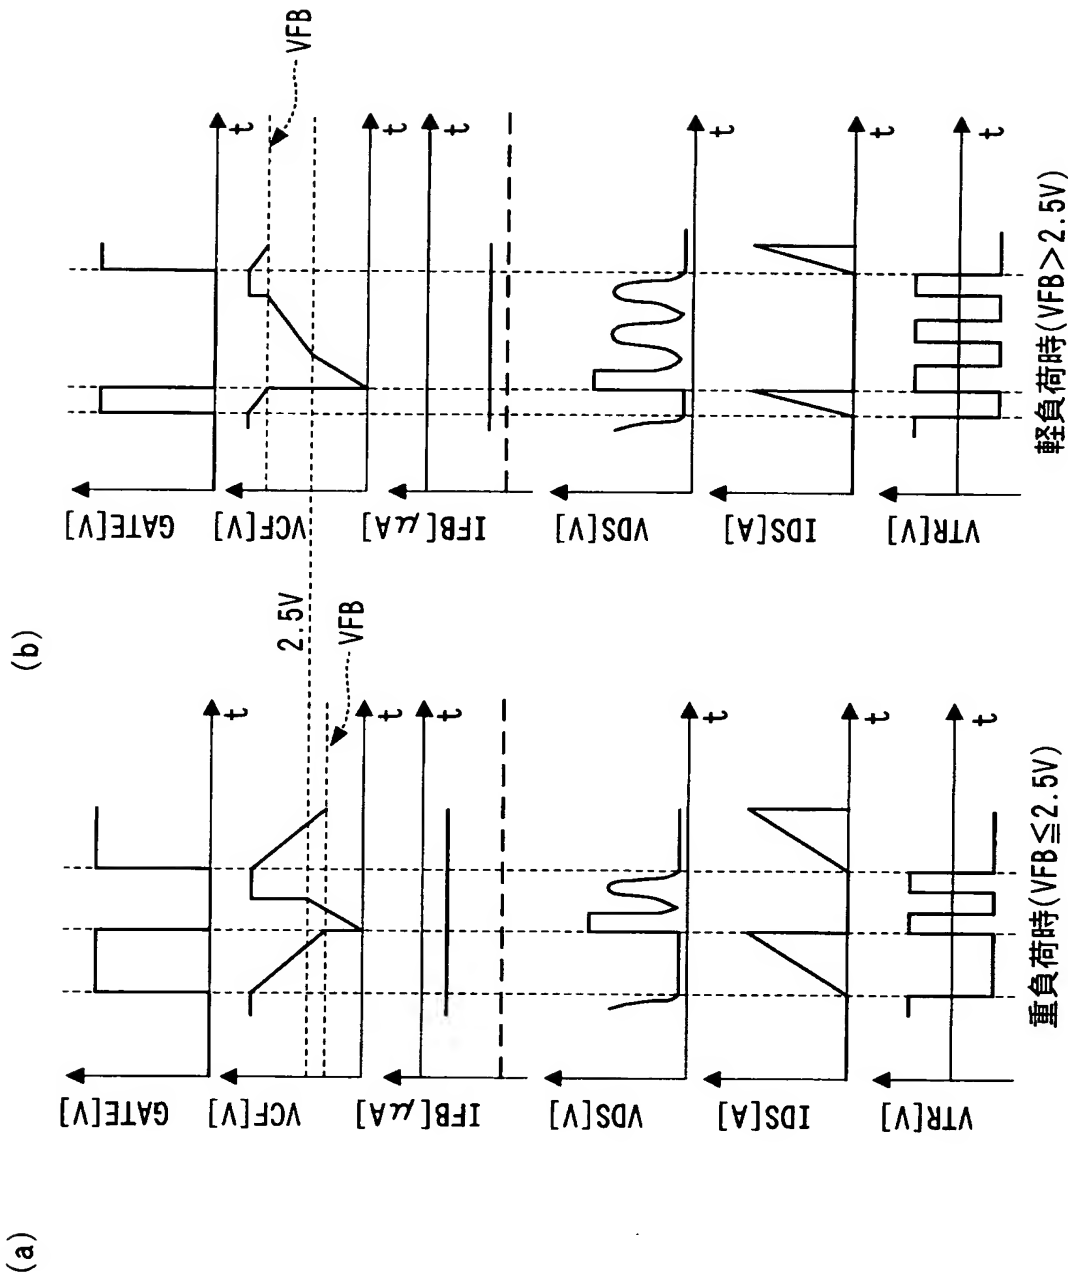 (a)
GATE[V]
t
VCF[V]
2.5V
VFB
t
IFB[μA]
t
VDS[V]
t
IDS[A]
t
VTR[V]
t
重負荷時(VFB≦2.5V)
(b)
GATE[V]
t
VCF[V]
VFB
t
IFB[μA]
t
VDS[V]
t
IDS[A]
t
VTR[V]
t
軽負荷時(VFB>2.5V)